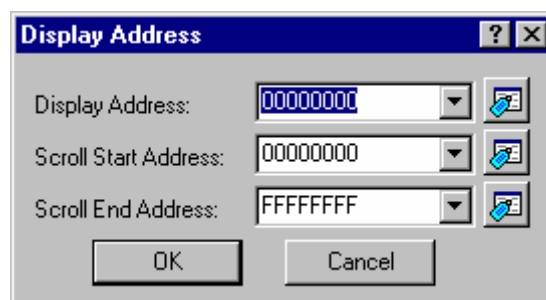 Display Address
Display Address: 00000000
Scroll Start Address: 00000000
Scroll End Address: FFFFFFFF
OK Cancel